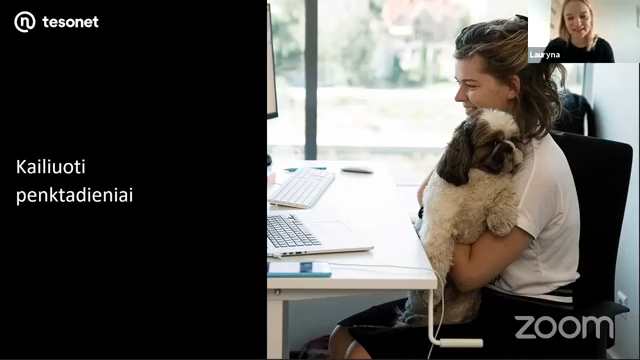 tesonet
Lauryna
Kailiuoti
penktadieniai
zoom